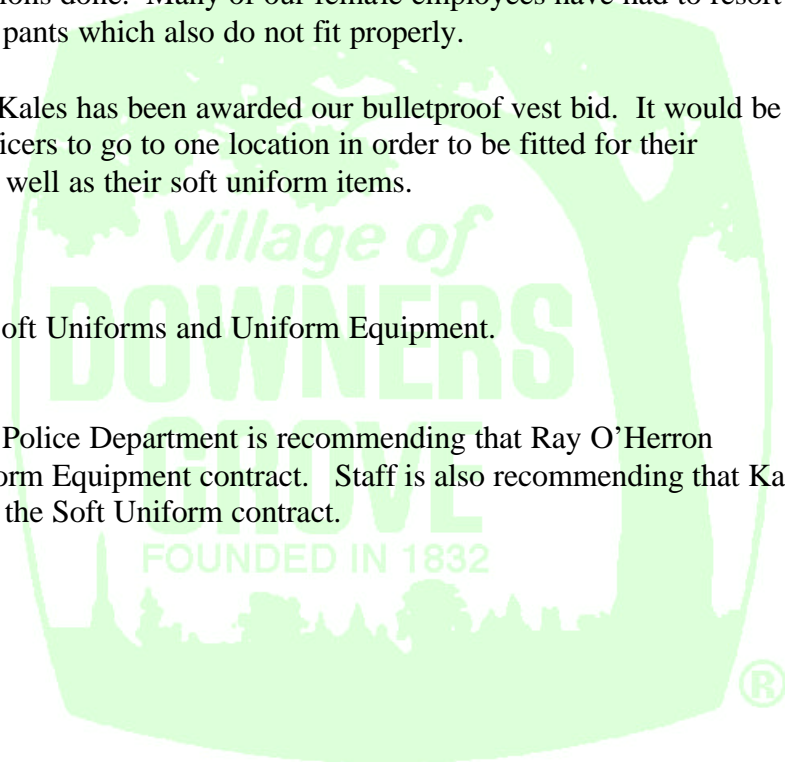 ions done. Many of our female employees have had to resort
pants which also do not fit properly.
Kales has been awarded our bulletproof vest bid. It would be
icers to go to one location in order to be fitted for their
well as their soft uniform items.
Village of
oft Uniforms and Uniform Equipment.
DOWNERS
GROVE
Police Department is recommending that Ray O’Herron
orm Equipment contract. Staff is also recommending that Ka
the Soft Uniform contract.
FOUNDED IN 1832
®